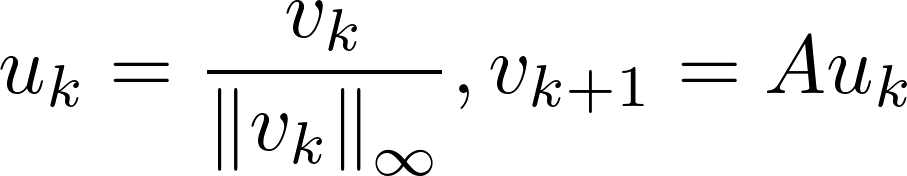 u_k = \frac{v_k}{\|v_k\|_\infty}, v_{k+1} = Au_k